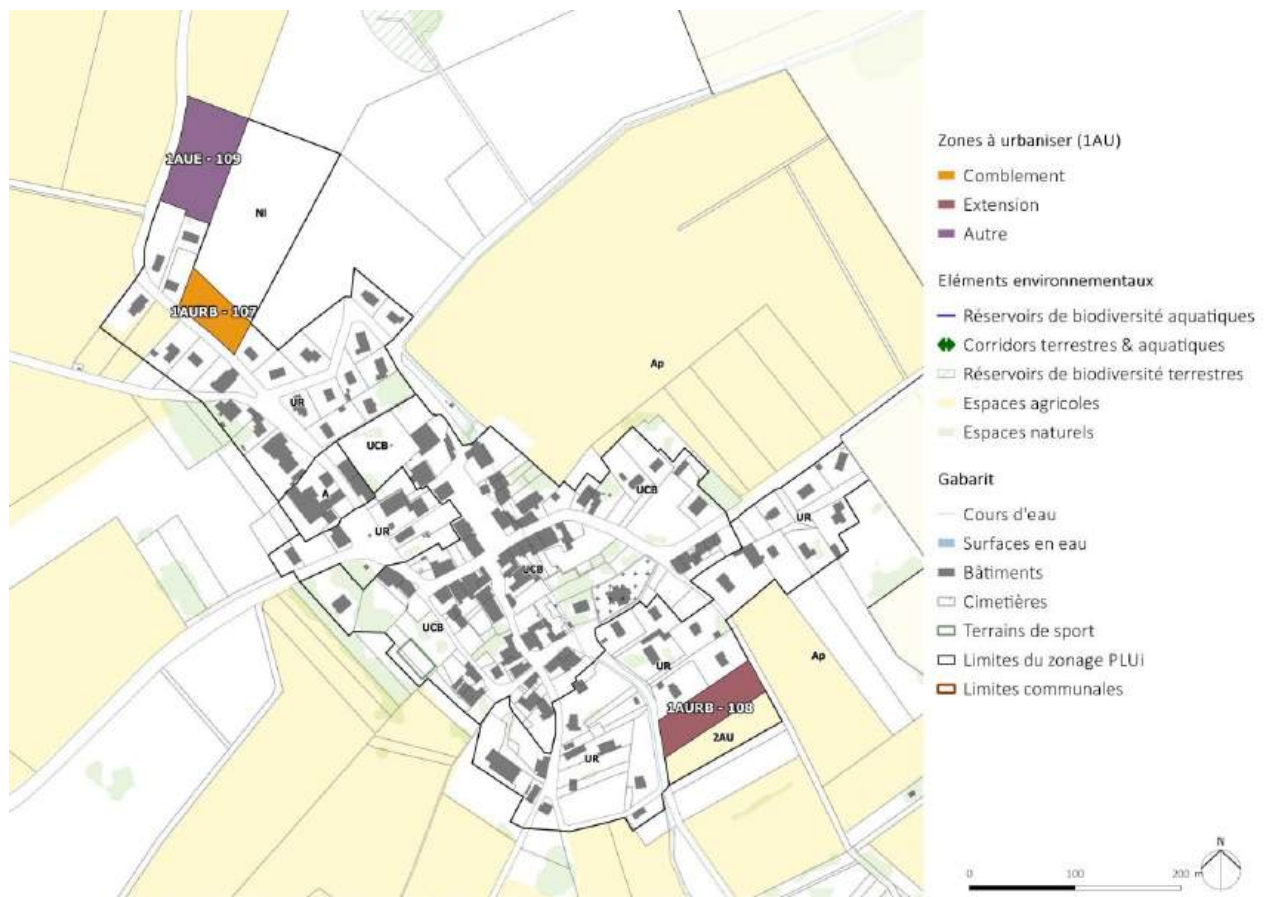 1AUE - 109
Nl
1AURB - 107
Ap
UR
UCB
UCB
A
UR
UR
UCB
UCB
Ap
UR
1AURB - 108
2AU
UR
Zones à urbaniser (1AU)
Comblement
Extension
Autre
Eléments environnementaux
Réservoirs de biodiversité aquatiques
Corridors terrestres & aquatiques
Réservoirs de biodiversité terrestres
Espaces agricoles
Espaces naturels
Gabarit
Cours d'eau
Surfaces en eau
Bâtiments
Cimetières
Terrains de sport
Limites du zonage PLUi
Limites communales
N
0 100 200 m